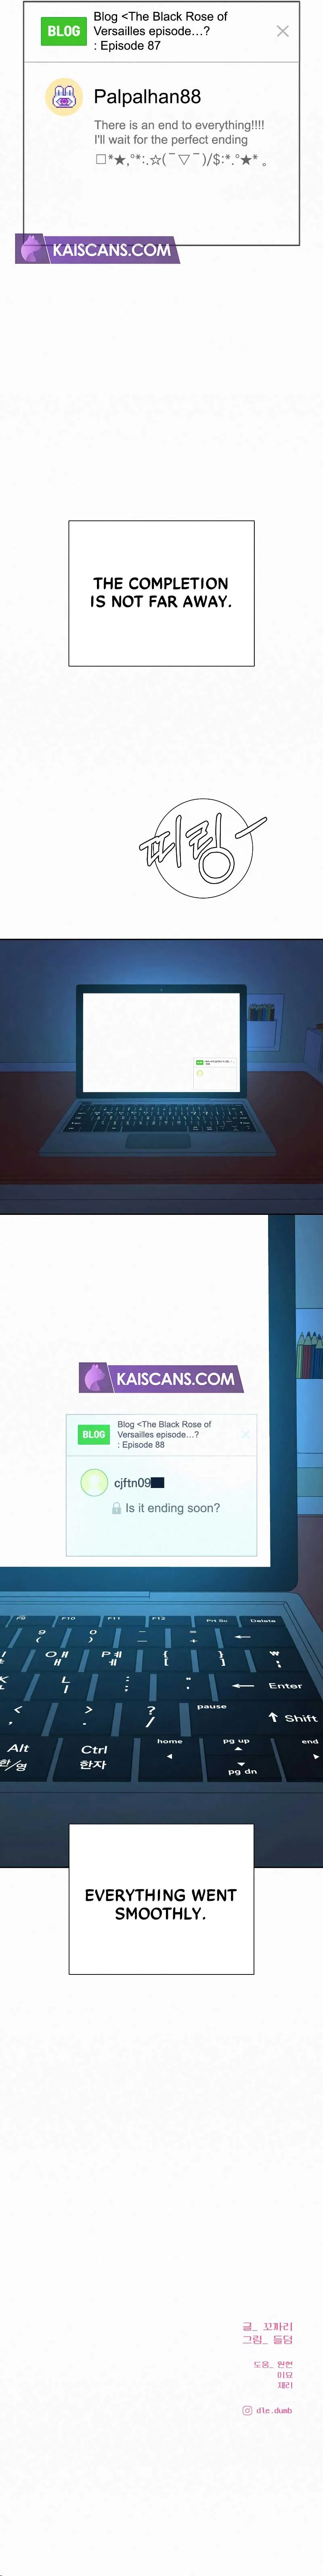 BLOG
Blog <The Black Rose of
Versailles episode...?
: Episode 87
Palpalhan88
There is an end to everything!!!!
I'll wait for the perfect ending
□*★,°*:.☆(￣▽￣)/$:*.°★* 。
KAISCANS.COM
THE COMPLETION
IS NOT FAR AWAY.
띠링
KAISCANS.COM
BLOG
Blog <The Black Rose of
Versailles episode...?
: Episode 88
cjftn09
Is it ending soon?
F10 F11 F12 Prt Sc Delete
9 ( 0 ) - = +
O ㅐ ㅒ P ㅔ ㅖ { [ } ] ₩
L ㅣ : ; " ' Enter
< , > . ? / pause Shift
Alt Ctrl home pg up end
한/영 한자 pg dn
EVERYTHING WENT
SMOOTHLY.
글_ 꼬까리
그림_ 들덤
도움_ 완현
미묘
재리
dle.dumb